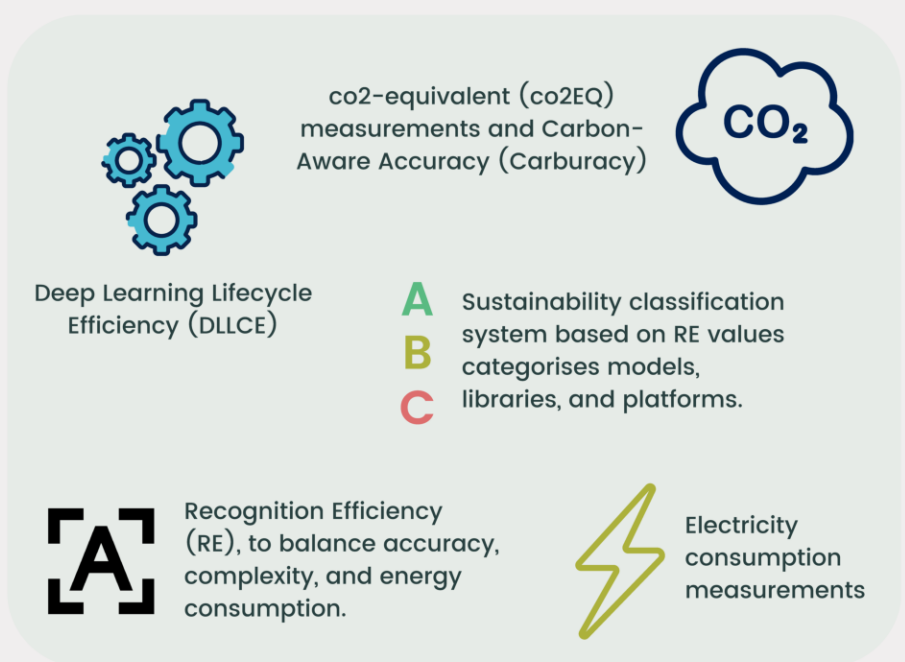 co2-equivalent (co2EQ)
measurements and Carbon-
Aware Accuracy (Carburacy)
CO₂
Deep Learning Lifecycle
Efficiency (DLLCE)
A
B
C
Sustainability classification
system based on RE values
categorises models,
libraries, and platforms.
A
Recognition Efficiency
(RE), to balance accuracy,
complexity, and energy
consumption.
Electricity
consumption
measurements